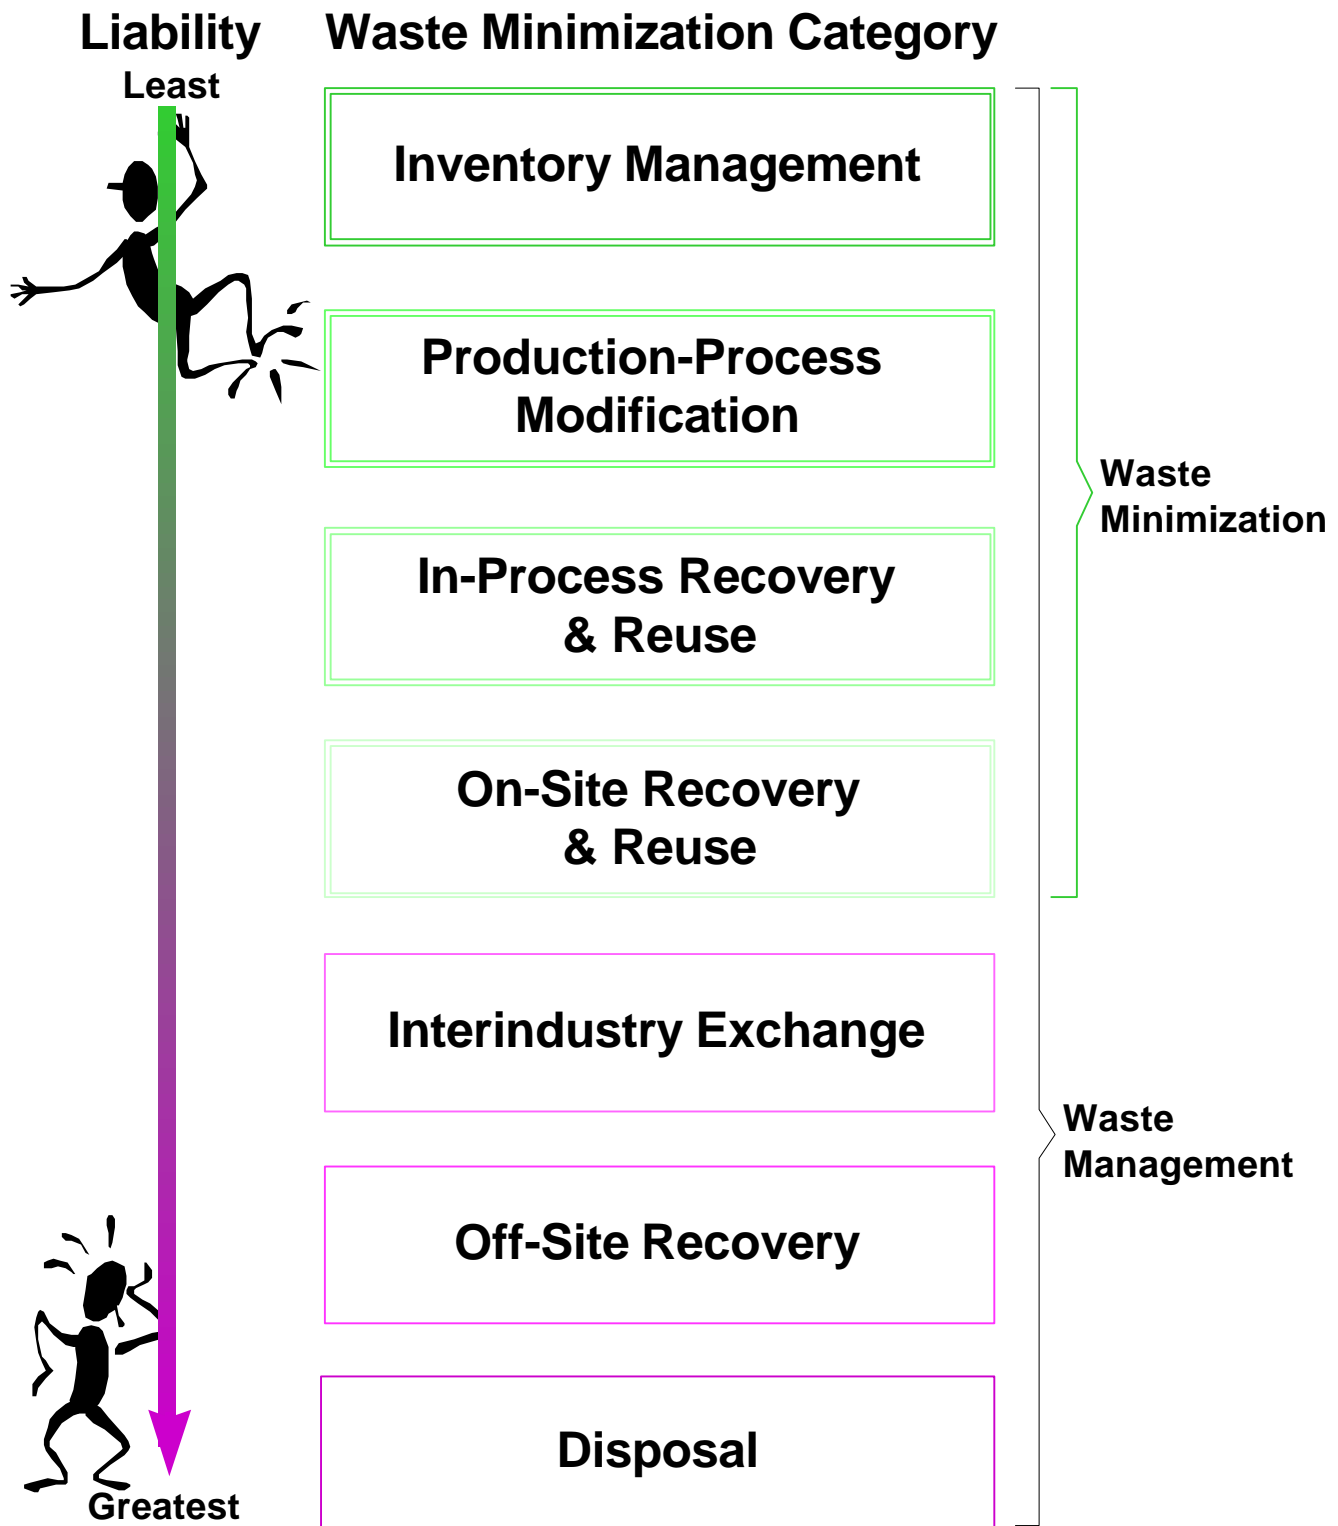 Liability Waste Minimization Category
Least
Inventory Management
Production-Process
Modification
Waste
Minimization
In-Process Recovery
& Reuse
On-Site Recovery
& Reuse
Interindustry Exchange
Waste
Management
Off-Site Recovery
Disposal
Greatest